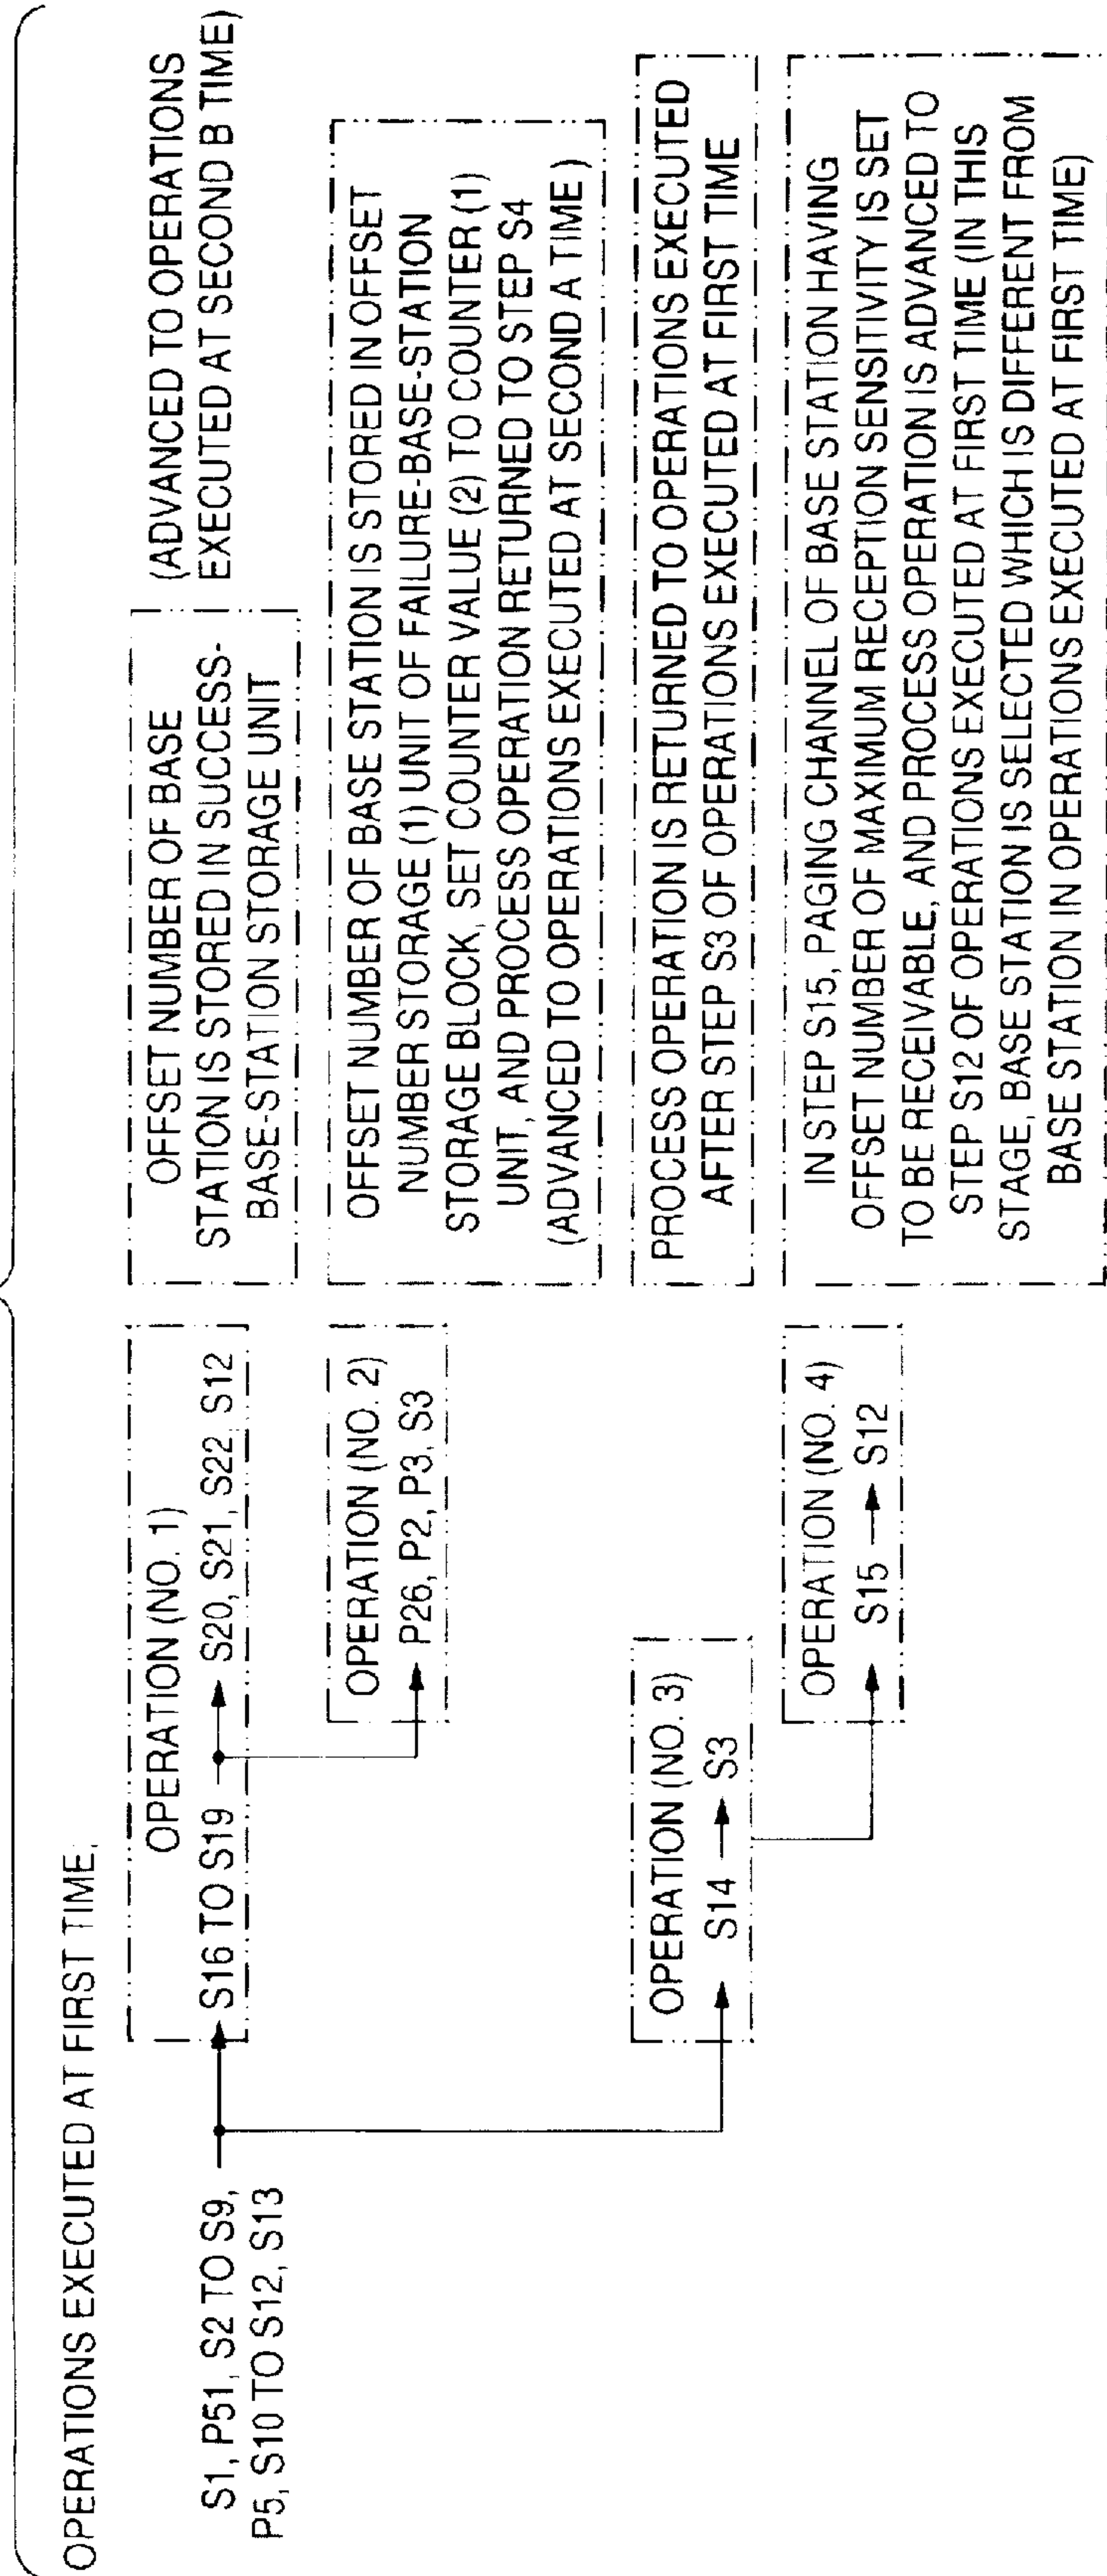 OPERATIONS EXECUTED AT FIRST TIME.
S1, P51, S2 TO S9,
P5, S10 TO S12, S13
OPERATION (NO. 1)
S16 TO S19
S20, S21, S22, S12
OPERATION (NO. 2)
P26, P2, P3, S3
OPERATION (NO. 3)
S14
S3
OPERATION (NO. 4)
S15
S12
OFFSET NUMBER OF BASE
STATION IS STORED IN SUCCESS-
BASE-STATION STORAGE UNIT
(ADVANCED TO OPERATIONS
EXECUTED AT SECOND B TIME)
OFFSET NUMBER OF BASE STATION IS STORED IN OFFSET
NUMBER STORAGE (1) UNIT OF FAILURE-BASE-STATION
STORAGE BLOCK, SET COUNTER VALUE (2) TO COUNTER (1)
UNIT, AND PROCESS OPERATION RETURNED TO STEP S4
(ADVANCED TO OPERATIONS EXECUTED AT SECOND A TIME)
PROCESS OPERATION IS RETURNED TO OPERATIONS EXECUTED
AFTER STEP S3 OF OPERATIONS EXECUTED AT FIRST TIME
IN STEP S15, PAGING CHANNEL OF BASE STATION HAVING
OFFSET NUMBER OF MAXIMUM RECEPTION SENSITIVITY IS SET
TO BE RECEIVABLE, AND PROCESS OPERATION IS ADVANCED TO
STEP S12 OF OPERATIONS EXECUTED AT FIRST TIME (IN THIS
STAGE, BASE STATION IS SELECTED WHICH IS DIFFERENT FROM
BASE STATION IN OPERATIONS EXECUTED AT FIRST TIME)